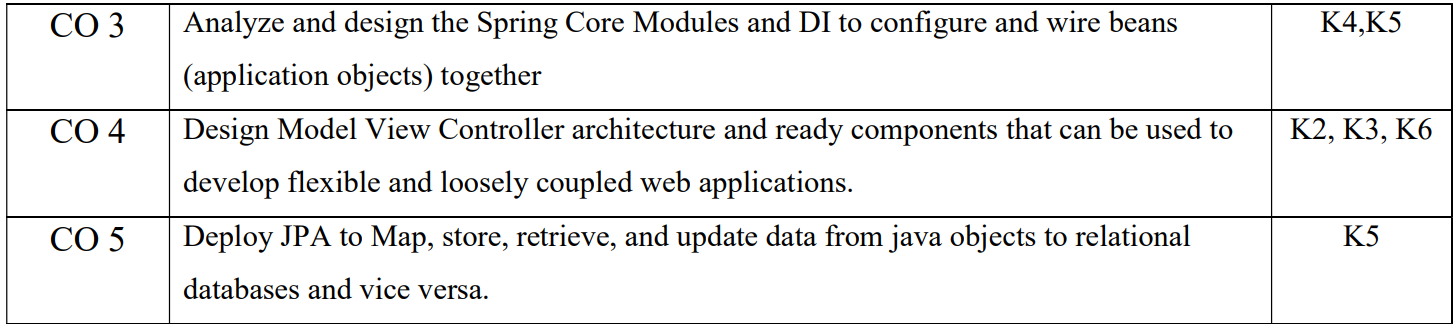 CO 3 Analyze and design the Spring Core Modules and DI to configure and wire beans K4,K5
(application objects) together
CO 4 Design Model View Controller architecture and ready components that can be used to K2, K3, K6
develop flexible and loosely coupled web applications.
CO 5 Deploy JPA to Map, store, retrieve, and update data from java objects to relational K5
databases and vice versa.